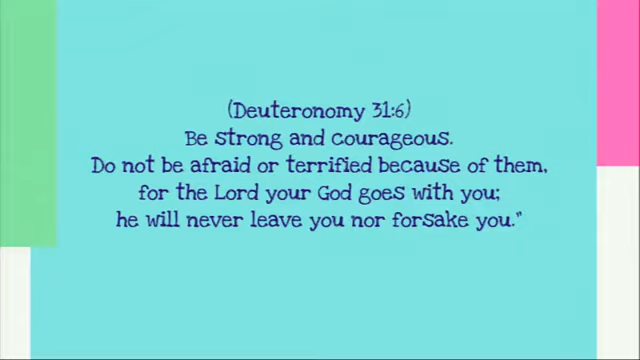 (Deuteronomy 31:6)
Be strong and courageous.
Do not be afraid or terrified because of them,
for the Lord your God goes with you;
he will never leave you nor forsake you."